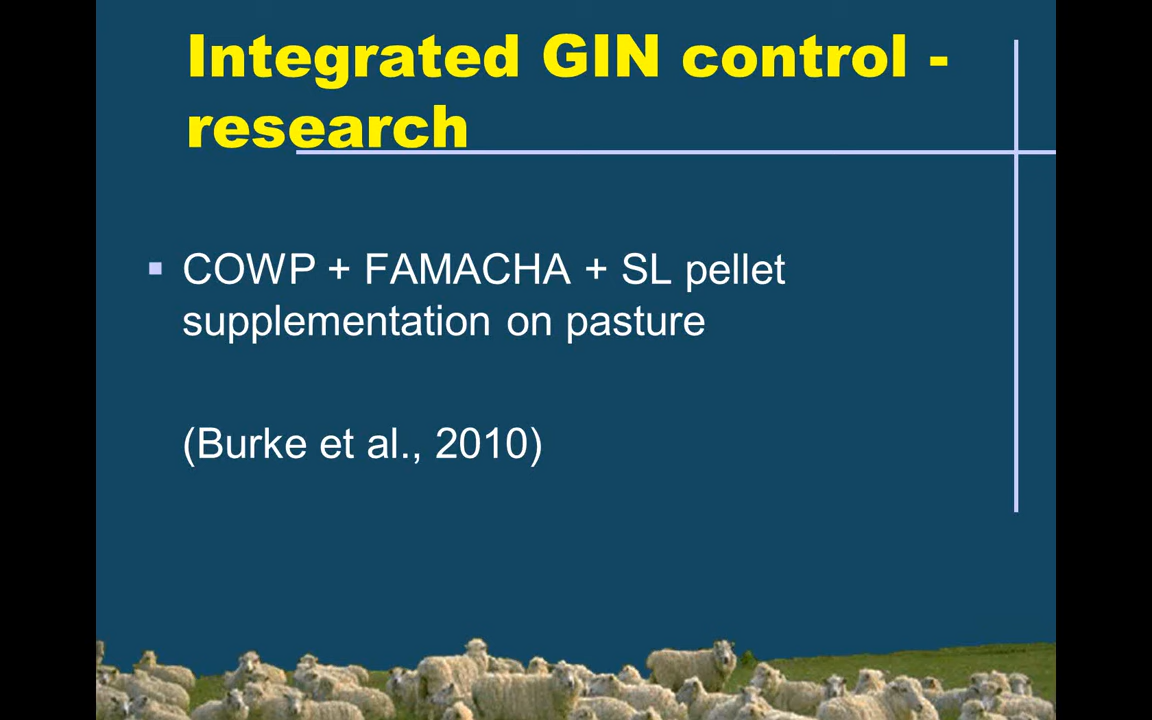 Integrated GIN control -
research
COWP + FAMACHA + SL pellet
supplementation on pasture
(Burke et al., 2010)